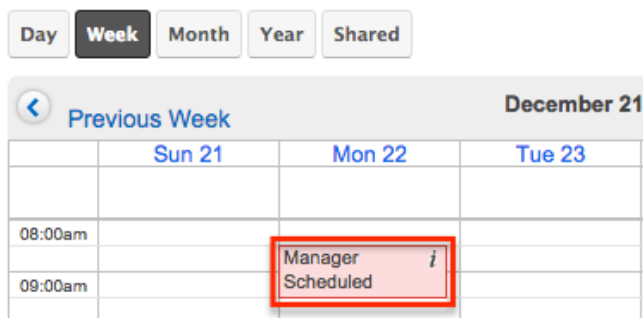 Day Week Month Year Shared
Previous Week December 21
Sun 21 Mon 22 Tue 23
08:00am
Manager i
Scheduled
09:00am